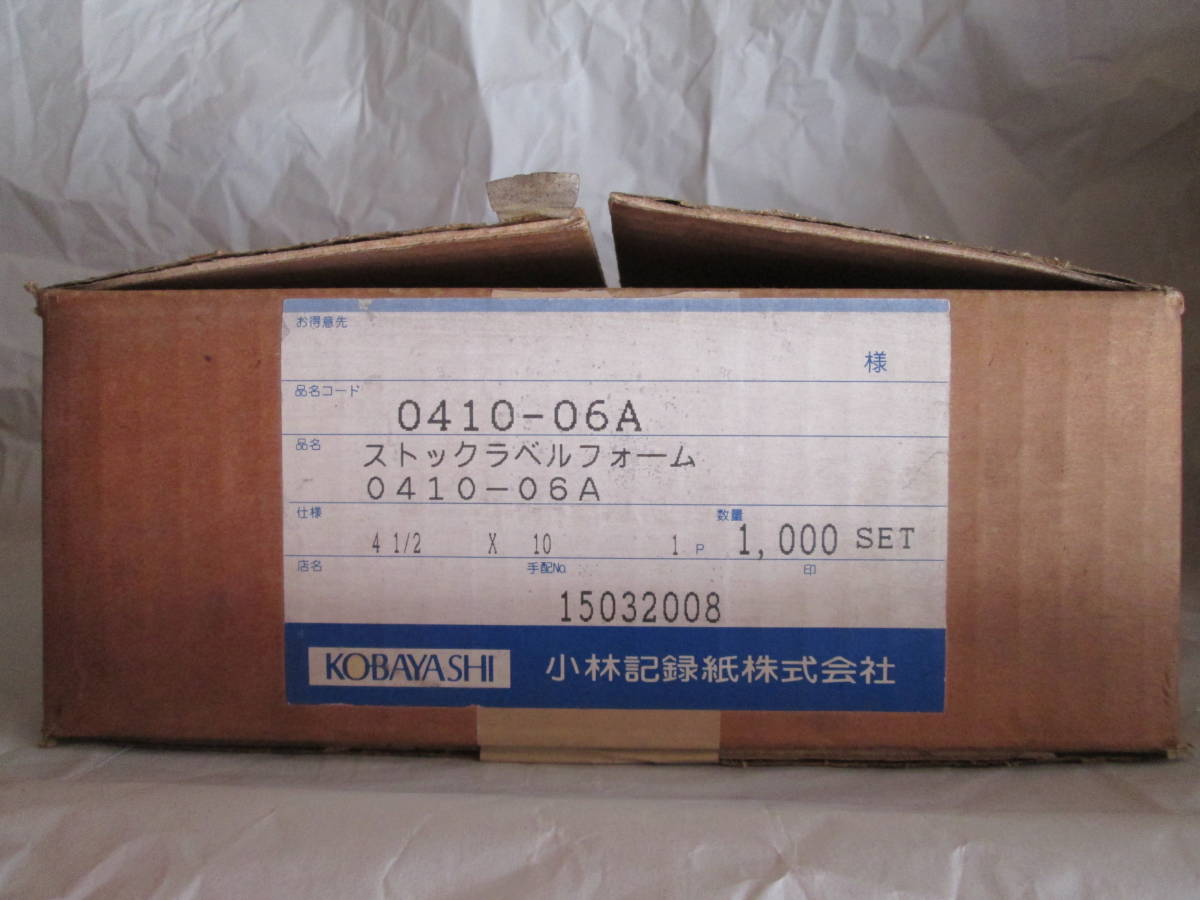 お得意先
様
品名コード
0410-06A
品名
ストックラベルフォーム
0410-06A
仕様
数量
4 1/2 X 10 1 P 1,000 SET
店名 手配No. 印
15032008
KOBAYASHI 小林記録紙株式会社